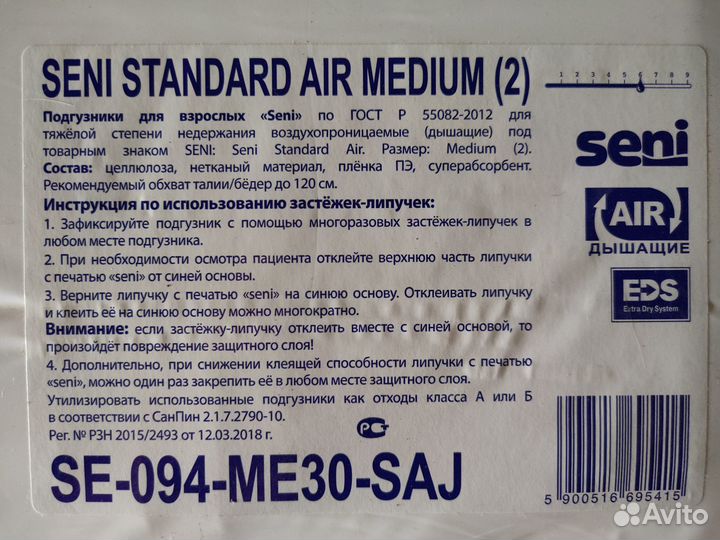 SENI STANDARD AIR MEDIUM (2)
1 2 3 4 5 6 7 8 9
Подгузники для взрослых «Seni» по ГОСТ Р 55082-2012 для
тяжёлой степени недержания воздухопроницаемые (дышащие) под
товарным знаком SENI: Seni Standard Air. Размер: Medium (2).
Состав: целлюлоза, нетканый материал, плёнка ПЭ, суперабсорбент.
Рекомендуемый обхват талии/бёдер до 120 см.
Инструкция по использованию застёжек-липучек:
1. Зафиксируйте подгузник с помощью многоразовых застёжек-липучек в
любом месте подгузника.
2. При необходимости осмотра пациента отклейте верхнюю часть липучки
с печатью «seni» от синей основы.
3. Верните липучку с печатью «seni» на синюю основу. Отклеивать липучку
и клеить её на синюю основу можно многократно.
Внимание: если застёжку-липучку отклеить вместе с синей основой, то
произойдёт повреждение защитного слоя!
4. Дополнительно, при снижении клеящей способности липучки с печатью
«seni», можно один раз закрепить её в любом месте защитного слоя.
Утилизировать использованные подгузники как отходы класса А или Б
в соответствии с СанПин 2.1.7.2790-10.
Рег. № РЗН 2015/2493 от 12.03.2018 г.
SE-094-ME30-SAJ
seni
AIR
ДЫШАЩИЕ
EDS
Extra Dry System
5 900516 695415
Avito